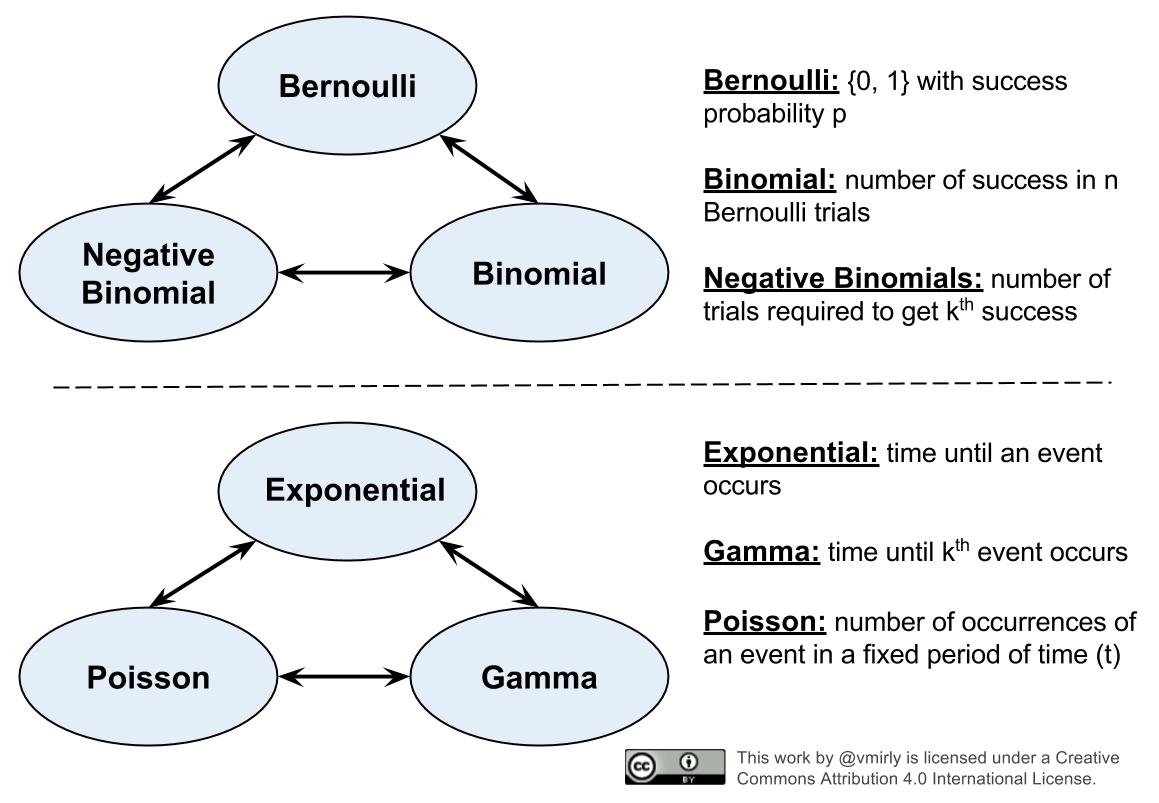 Bernoulli
Negative
Binomial
Binomial
Bernoulli: {0, 1} with success
probability p
Binomial: number of success in n
Bernoulli trials
Negative Binomials: number of
trials required to get kth success
Exponential
Poisson
Gamma
Exponential: time until an event
occurs
Gamma: time until kth event occurs
Poisson: number of occurrences of
an event in a fixed period of time (t)
cc
BY
This work by @vmirly is licensed under a Creative
Commons Attribution 4.0 International License.